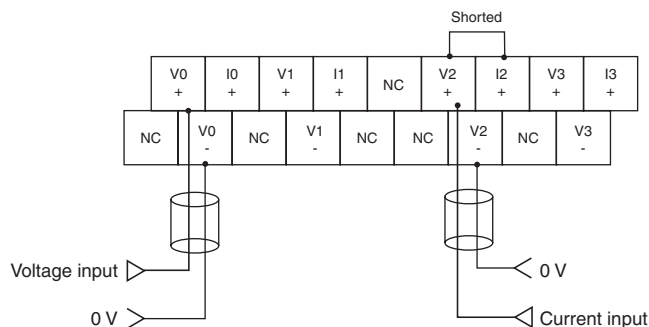 Shorted
V0 I0 V1 I1 NC V2 I2 V3 I3
+ + + + + + + +
NC V0 NC V1 NC NC V2 NC V3
- - - -
Voltage input
0 V
0 V
Current input